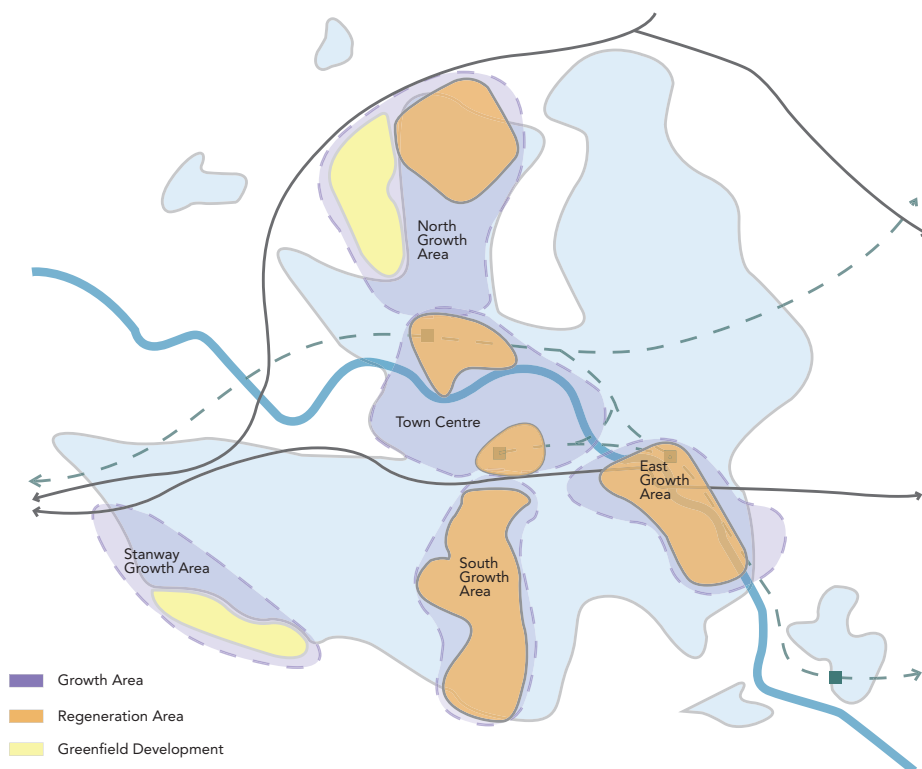 North
Growth
Area
Town Centre
East
Growth
Area
Stanway
Growth Area
South
Growth
Area
Growth Area
Regeneration Area
Greenfield Development